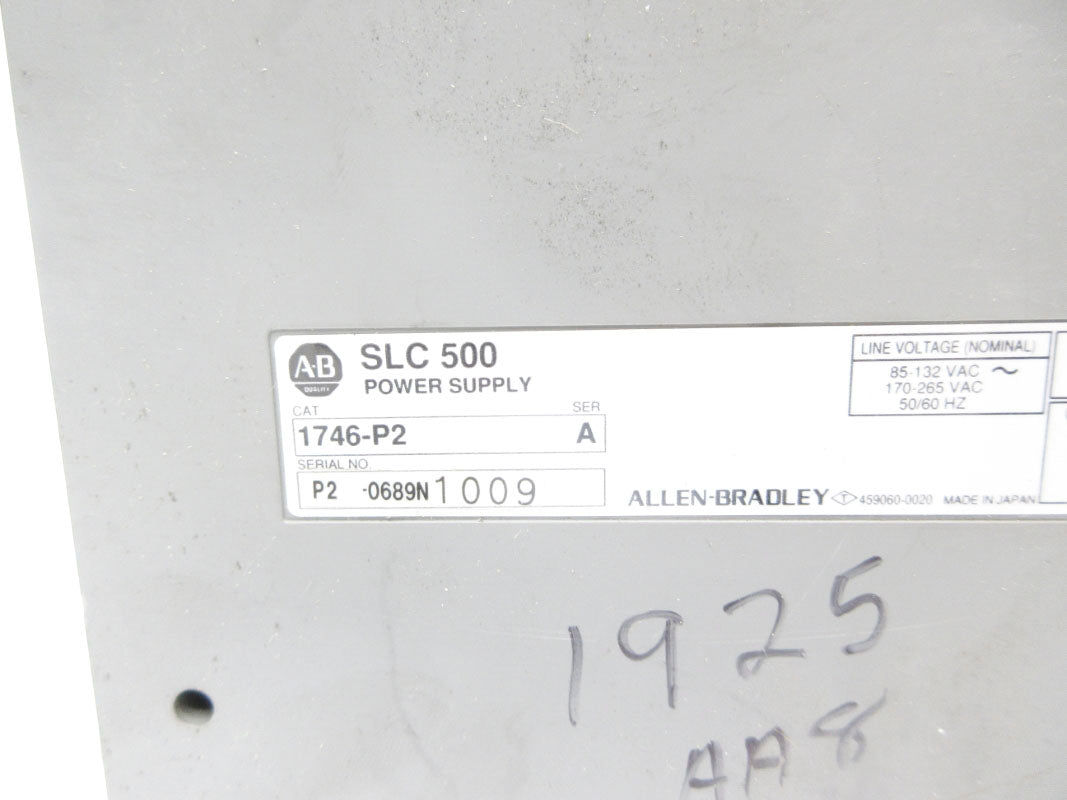 A-B
QUALITY
SLC 500
POWER SUPPLY
CAT
SER
1746-P2
A
SERIAL NO.
P2 -0689N1009
LINE VOLTAGE (NOMINAL)
85-132 VAC ~
170-265 VAC
50/60 HZ
ALLEN-BRADLEY T 459060-0020 MADE IN JAPAN
1925
AA8